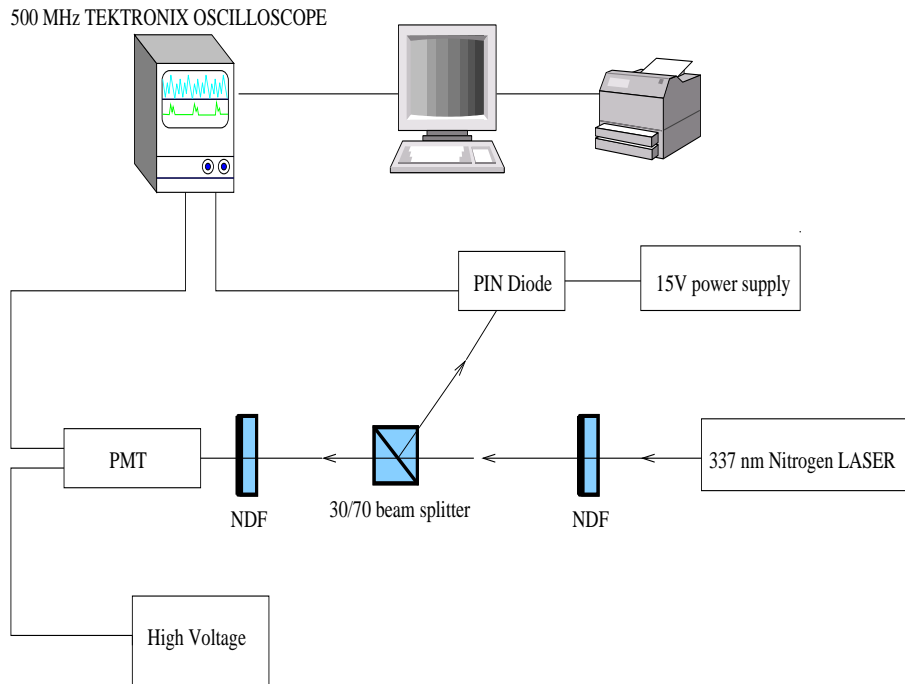 500 MHz TEKTRONIX OSCILLOSCOPE
PIN Diode
15V power supply
PMT
337 nm Nitrogen LASER
30/70 beam splitter
NDF
NDF
High Voltage